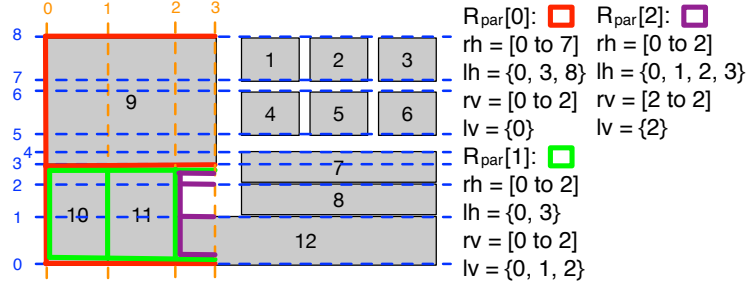 0 1 2 3
8
7
6
5
4
3
2
1
0
1 2 3
9
4 5 6
7
8
10 11
12
R_par[0]:
rh = [0 to 7]
lh = {0, 3, 8}
rv = [0 to 2]
lv = {0}
R_par[2]:
rh = [0 to 2]
lh = {0, 1, 2, 3}
rv = [2 to 2]
lv = {2}
R_par[1]:
rh = [0 to 2]
lh = {0, 3}
rv = [0 to 2]
lv = {0, 1, 2}